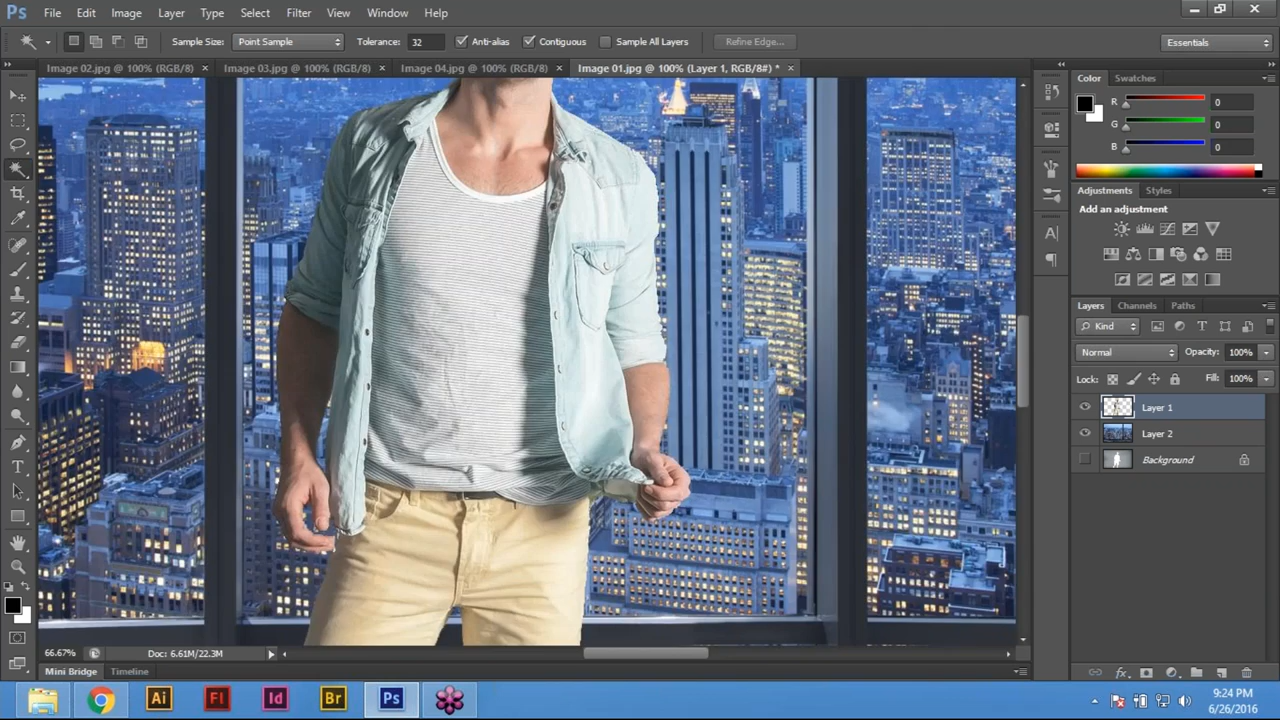 Ps File Edit Image Layer Type Select Filter View Window Help
Sample Size: Point Sample Tolerance: 32 Anti-alias Contiguous Sample All Layers Refine Edge... Essentials
Image 02.jpg @ 100% (RGB/8) × Image 03.jpg @ 100% (RGB/8) × Image 04.jpg @ 100% (RGB/8) × Image 01.jpg @ 100% (Layer 1, RGB/8#) * ×
Color Swatches
R 0
G 0
B 0
Adjustments Styles
Add an adjustment
Layers Channels Paths
Kind
Normal Opacity: 100%
Lock: Fill: 100%
Layer 1
Layer 2
Background
66.67% Doc: 6.61M/22.3M
Mini Bridge Timeline
Ai Fl Id Br Ps
9:24 PM
6/26/2016